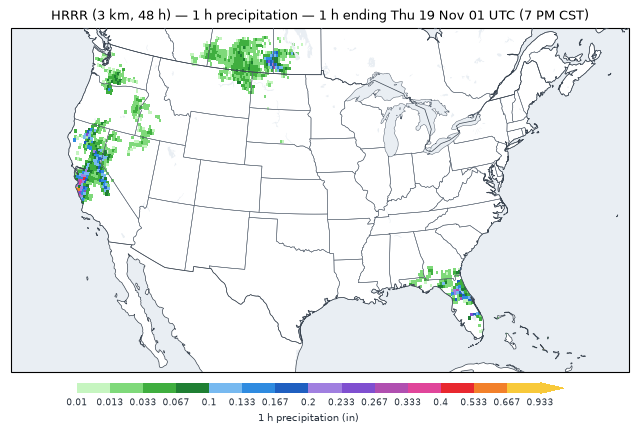 HRRR (3 km, 48 h) — 1 h precipitation — 1 h ending Thu 19 Nov 01 UTC (7 PM CST)
0.01 0.013 0.033 0.067 0.1 0.133 0.167 0.2 0.233 0.267 0.333 0.4 0.533 0.667 0.933
1 h precipitation (in)